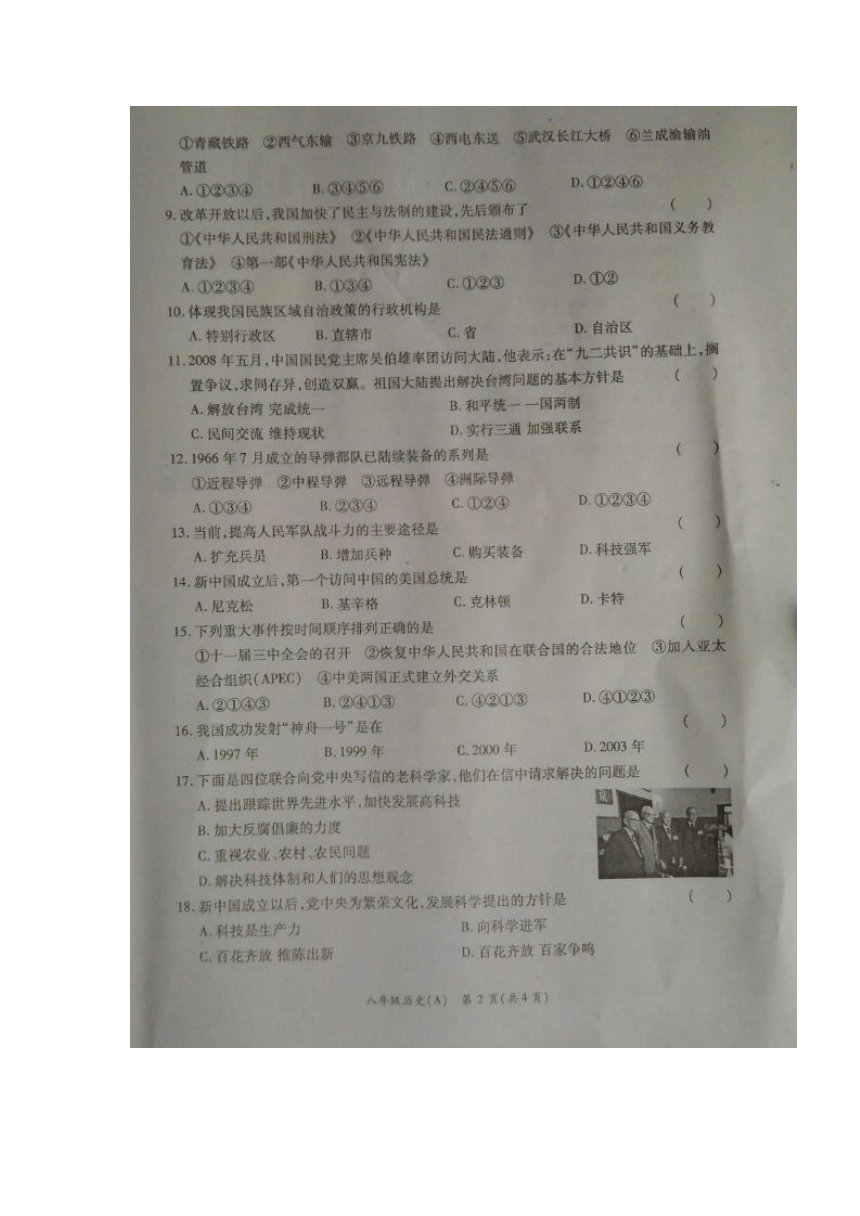 ①青藏铁路 ②西气东输 ③京九铁路 ④西电东送 ⑤武汉长江大桥 ⑥兰成渝输油
管道
A.①②③④ B.③④⑤⑥ C.②④⑤⑥ D.①②④⑥
9.改革开放以后,我国加快了民主与法制的建设,先后颁布了 ( )
①《中华人民共和国刑法》 ②《中华人民共和国民法通则》 ③《中华人民共和国义务教
育法》 ④第一部《中华人民共和国宪法》
A.①②③④ B.①③④ C.①②③ D.①②
10.体现我国民族区域自治政策的行政机构是 ( )
A.特别行政区 B.直辖市 C.省 D.自治区
11.2008年五月,中国国民党主席吴伯雄率团访问大陆,他表示:在“九二共识”的基础上,搁
置争议,求同存异,创造双赢。祖国大陆提出解决台湾问题的基本方针是 ( )
A.解放台湾 完成统一 B.和平统一 一国两制
C.民间交流 维持现状 D.实行三通 加强联系
12.1966年7月成立的导弹部队已陆续装备的系列是 ( )
①近程导弹 ②中程导弹 ③远程导弹 ④洲际导弹
A.①③④ B.②③④ C.①②④ D.①②③④
13.当前,提高人民军队战斗力的主要途径是 ( )
A.扩充兵员 B.增加兵种 C.购买装备 D.科技强军
14.新中国成立后,第一个访问中国的美国总统是 ( )
A.尼克松 B.基辛格 C.克林顿 D.卡特
15.下列重大事件按时间顺序排列正确的是 ( )
①十一届三中全会的召开 ②恢复中华人民共和国在联合国的合法地位 ③加入亚太
经合组织(APEC) ④中美两国正式建立外交关系
A.②①④③ B.②④①③ C.④②①③ D.④①②③
16.我国成功发射“神舟一号”是在 ( )
A.1997年 B.1999年 C.2000年 D.2003年
17.下面是四位联合向党中央写信的老科学家,他们在信中请求解决的问题是 ( )
A.提出跟踪世界先进水平,加快发展高科技
B.加大反腐倡廉的力度
C.重视农业、农村、农民问题
D.解决科技体制和人们的思想观念
18.新中国成立以后,党中央为繁荣文化,发展科学提出的方针是 ( )
A.科技是生产力 B.向科学进军
C.百花齐放 推陈出新 D.百花齐放 百家争鸣
八年级历史(A) 第2页(共4页)